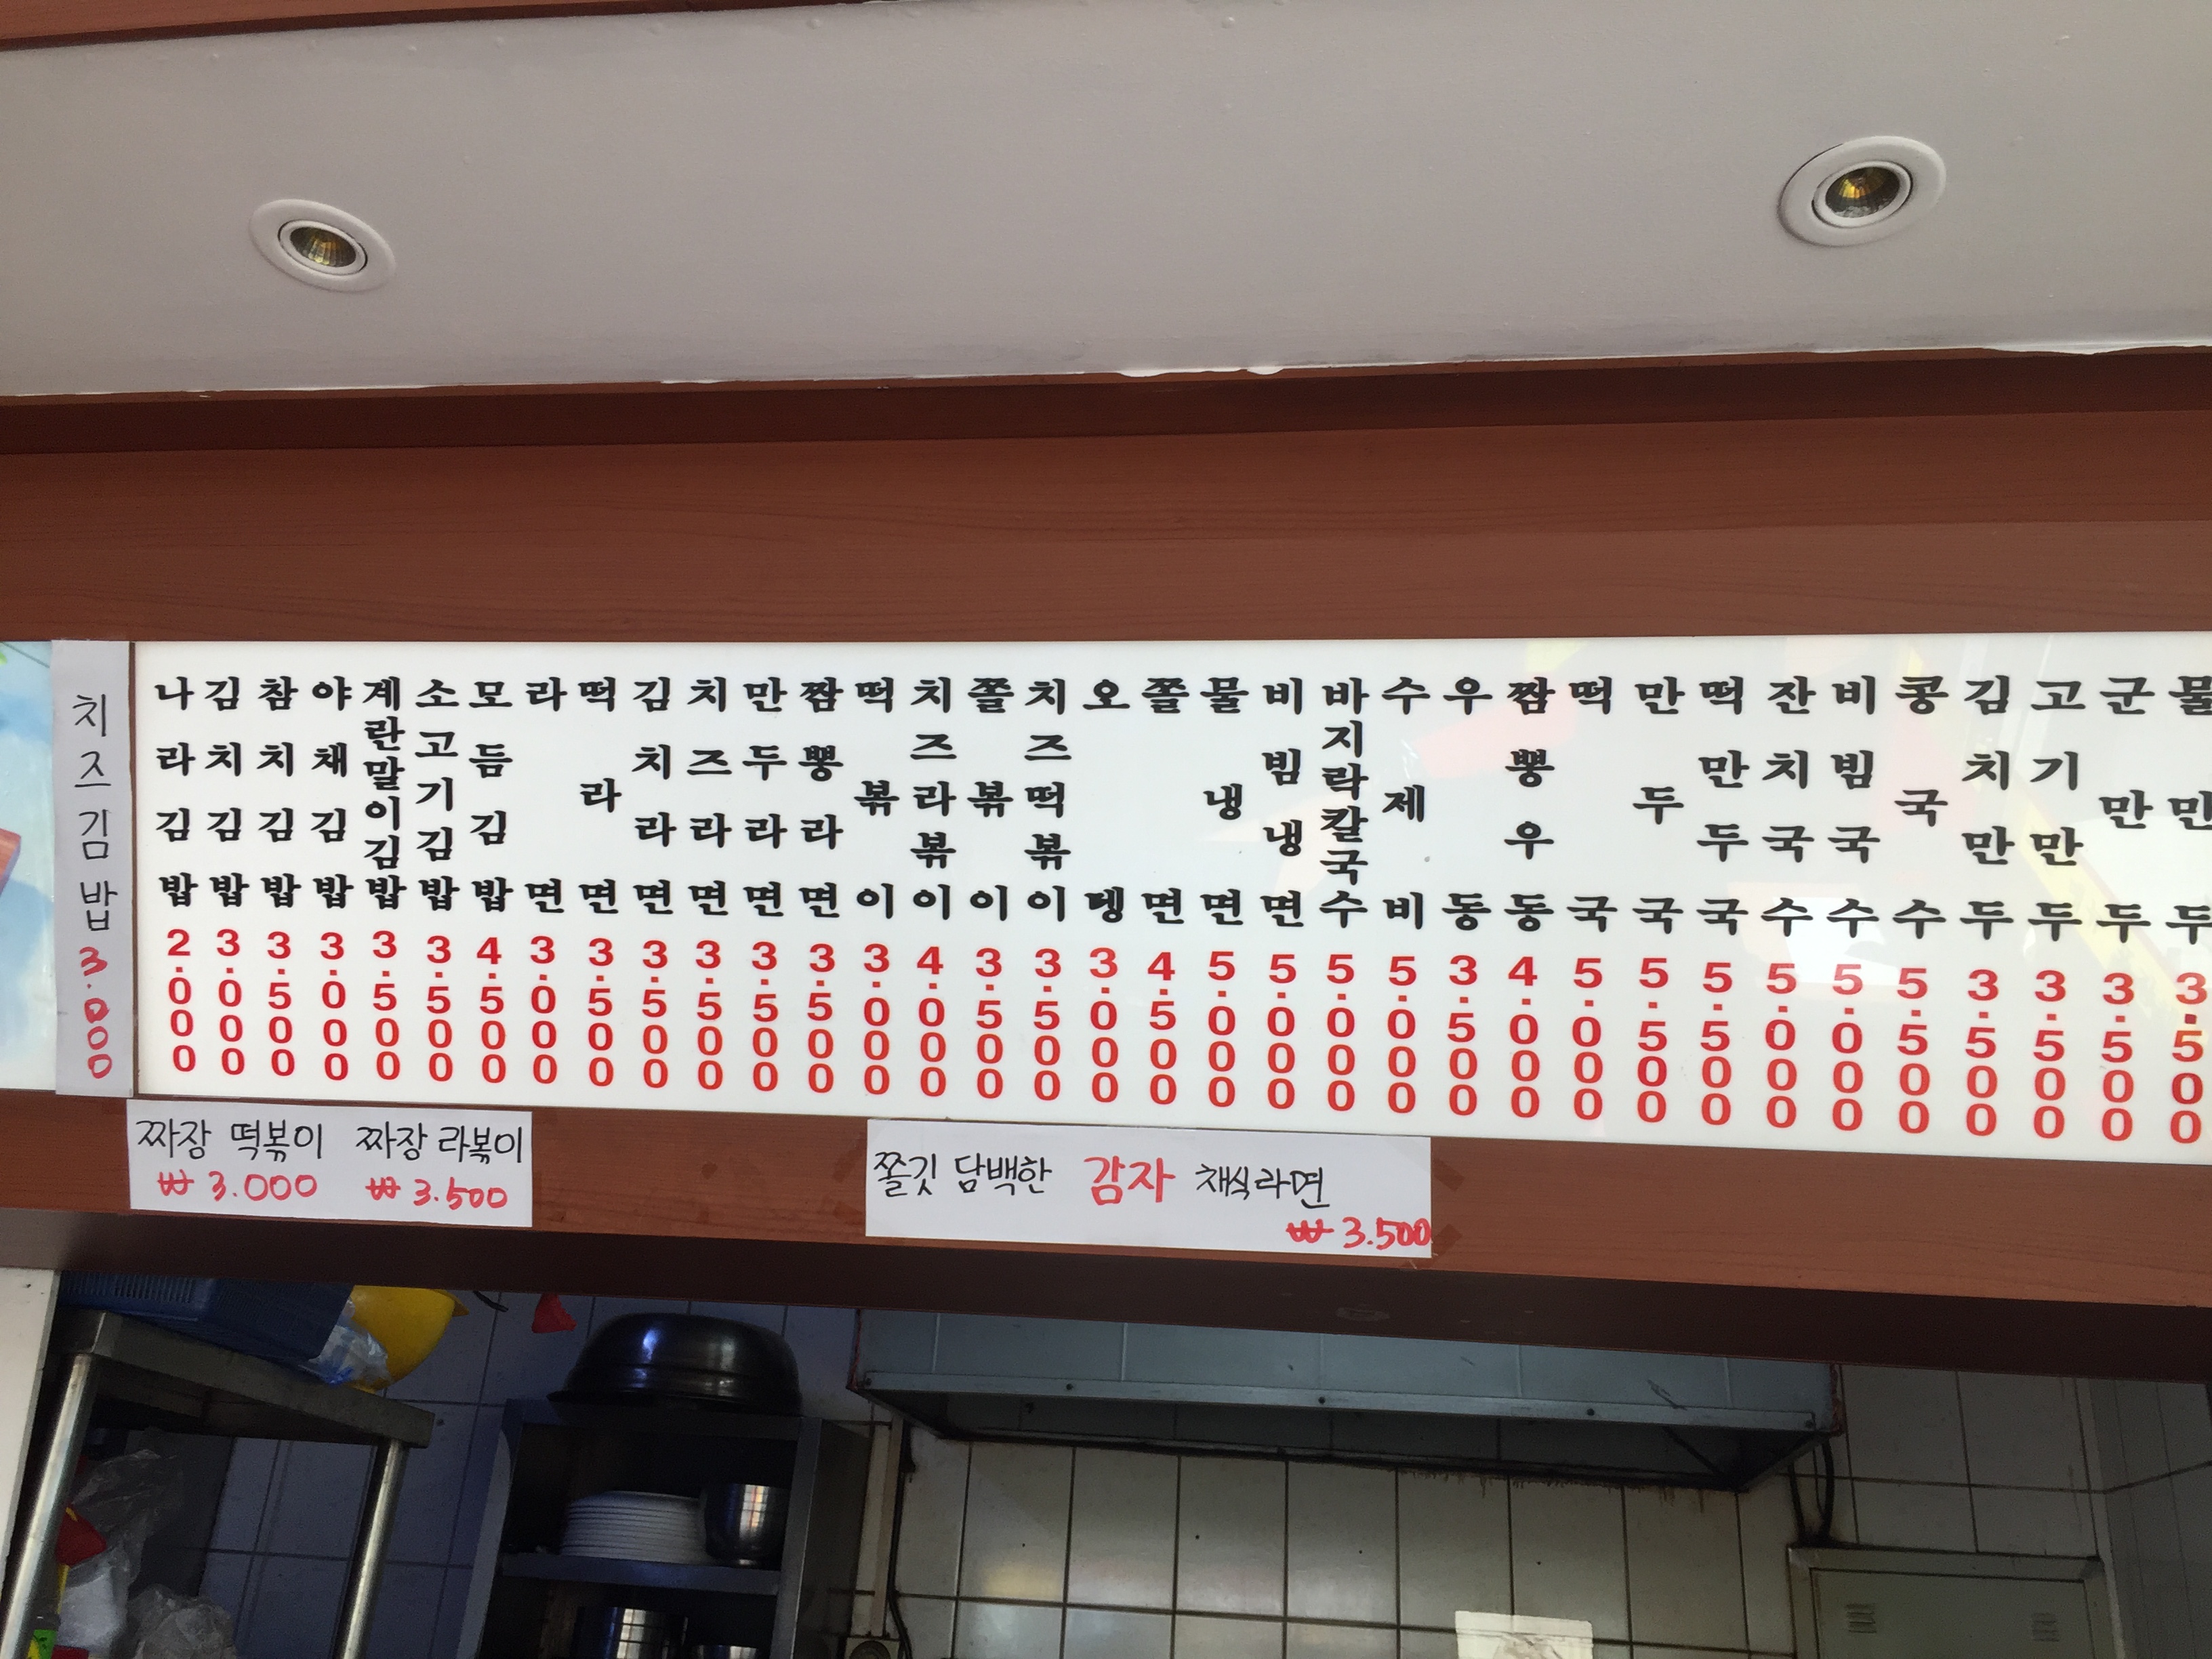 치즈김밥 3.000
나라김밥 2.000
김치김밥 3.000
참치김밥 3.500
야채김밥 3.000
계란말이김밥 3.500
소고기김밥 3.500
모듬김밥 4.500
라면 3.000
떡라면 3.500
김치라면 3.500
치즈라면 3.500
만두라면 3.500
짬뽕라면 3.500
떡볶이 3.000
치즈라볶이 4.000
쫄볶이 3.500
치즈떡볶이 3.500
오뎅 3.000
쫄면 4.500
물냉면 5.000
비빔냉면 5.000
바지락칼국수 5.000
수제비 5.000
우동 3.500
짬뽕우동 4.000
떡국 5.000
만두국 5.500
떡만두국 5.500
잔치국수 5.000
비빔국수 5.000
콩국수 5.500
김치만두 3.500
고기만두 3.500
군만두 3.500
물만두 3.500
짜장 떡볶이 짜장 라볶이
₩ 3.000 ₩ 3.500
쫄깃 담백한 감자 채식라면
₩ 3.500